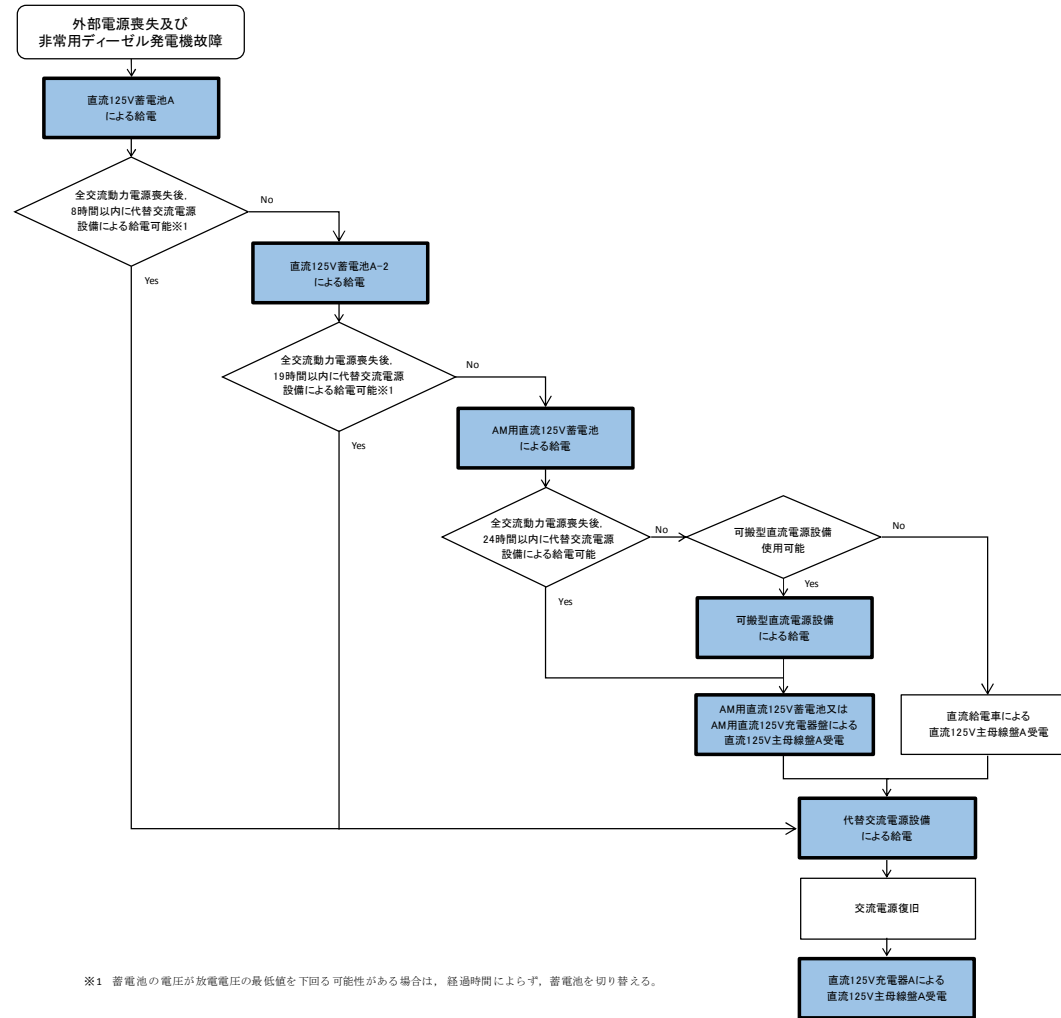 外部電源喪失及び
非常用ディーゼル発電機故障
直流125V蓄電池A
による給電
全交流動力電源喪失後,
8時間以内に代替交流電源
設備による給電可能※1
No
Yes
直流125V蓄電池A-2
による給電
全交流動力電源喪失後,
19時間以内に代替交流電源
設備による給電可能※1
No
Yes
AM用直流125V蓄電池
による給電
全交流動力電源喪失後,
24時間以内に代替交流電源
設備による給電可能
No
Yes
可搬型直流電源設備
使用可能
No
Yes
可搬型直流電源設備
による給電
AM用直流125V蓄電池又は
AM用直流125V充電器盤による
直流125V主母線盤A受電
直流給電車による
直流125V主母線盤A受電
代替交流電源設備
による給電
交流電源復旧
直流125V充電器Aによる
直流125V主母線盤A受電
※1 蓄電池の電圧が放電電圧の最低値を下回る可能性がある場合は, 経過時間によらず, 蓄電池を切り替える。